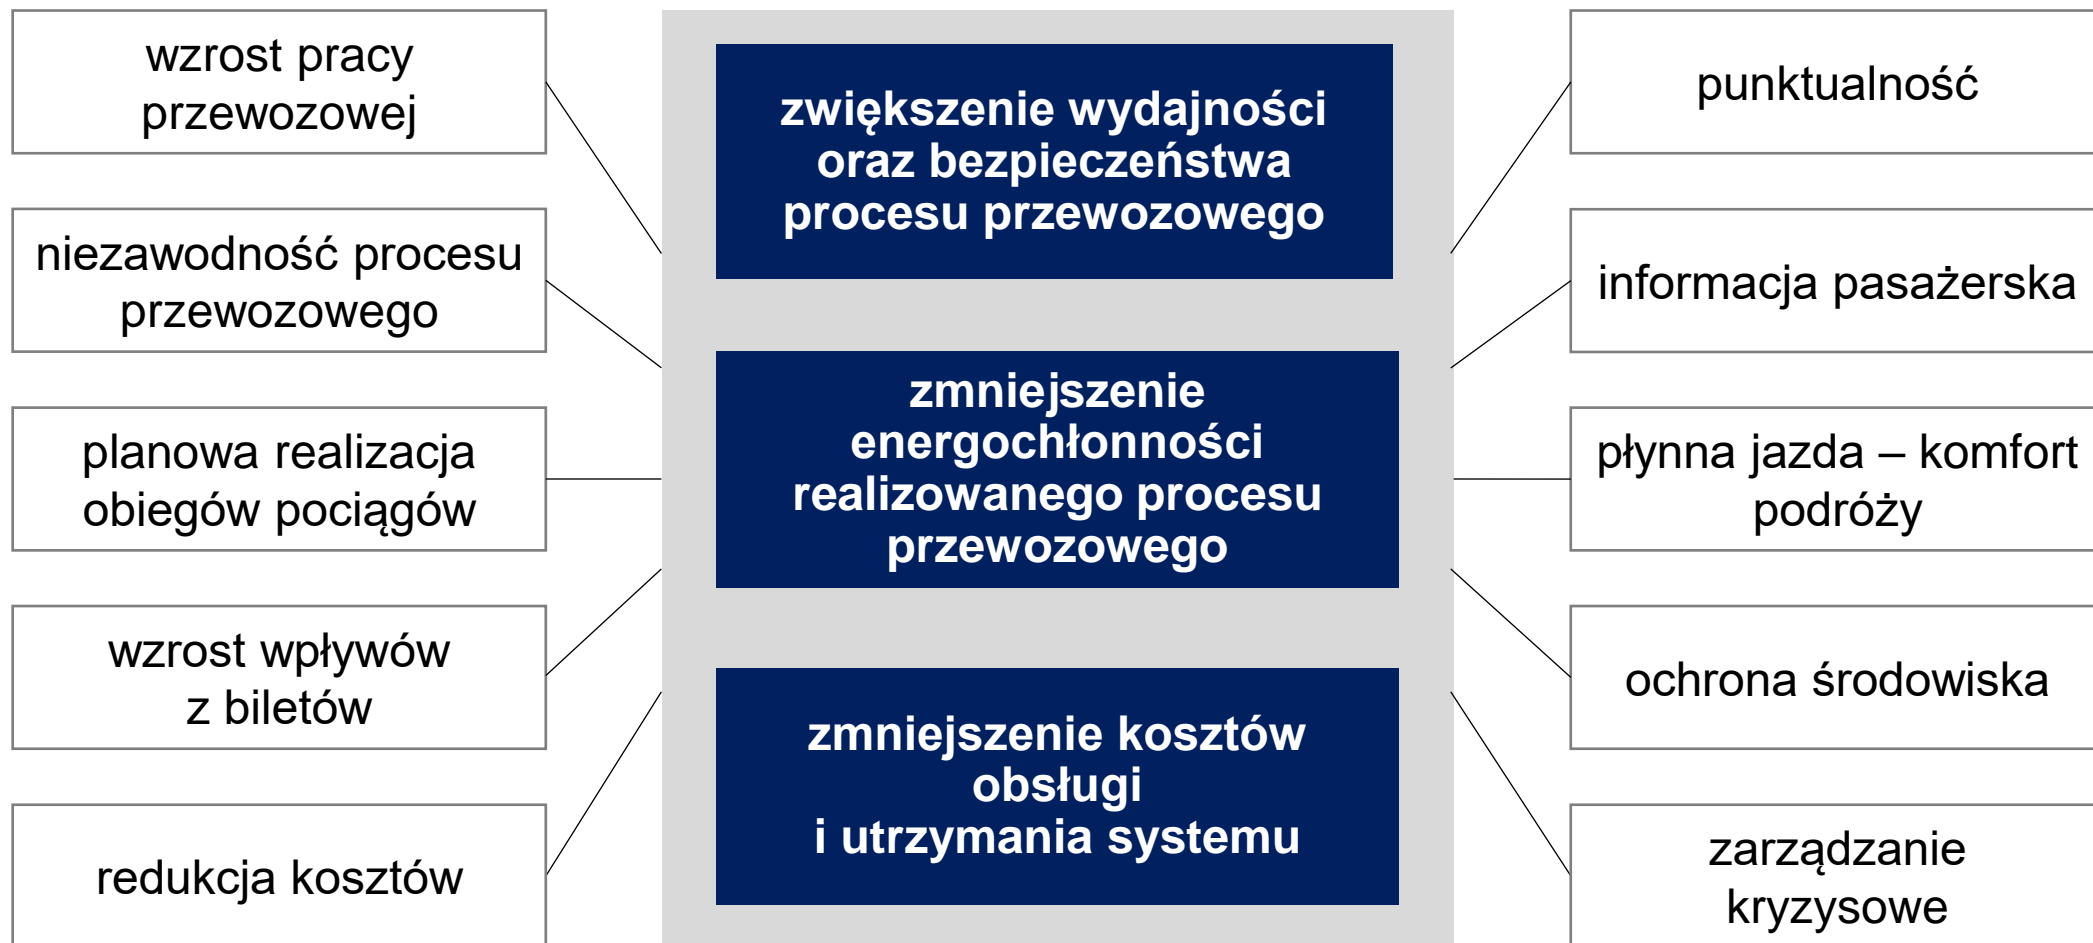 wzrost pracy
przewozowej
niezawodność procesu
przewozowego
planowa realizacja
obiegów pociągów
wzrost wpływów
z biletów
redukcja kosztów
zwiększenie wydajności
oraz bezpieczeństwa
procesu przewozowego
zmniejszenie
energochłonności
realizowanego procesu
przewozowego
zmniejszenie kosztów
obsługi
i utrzymania systemu
punktualność
informacja pasażerska
płynna jazda – komfort
podróży
ochrona środowiska
zarządzanie
kryzysowe